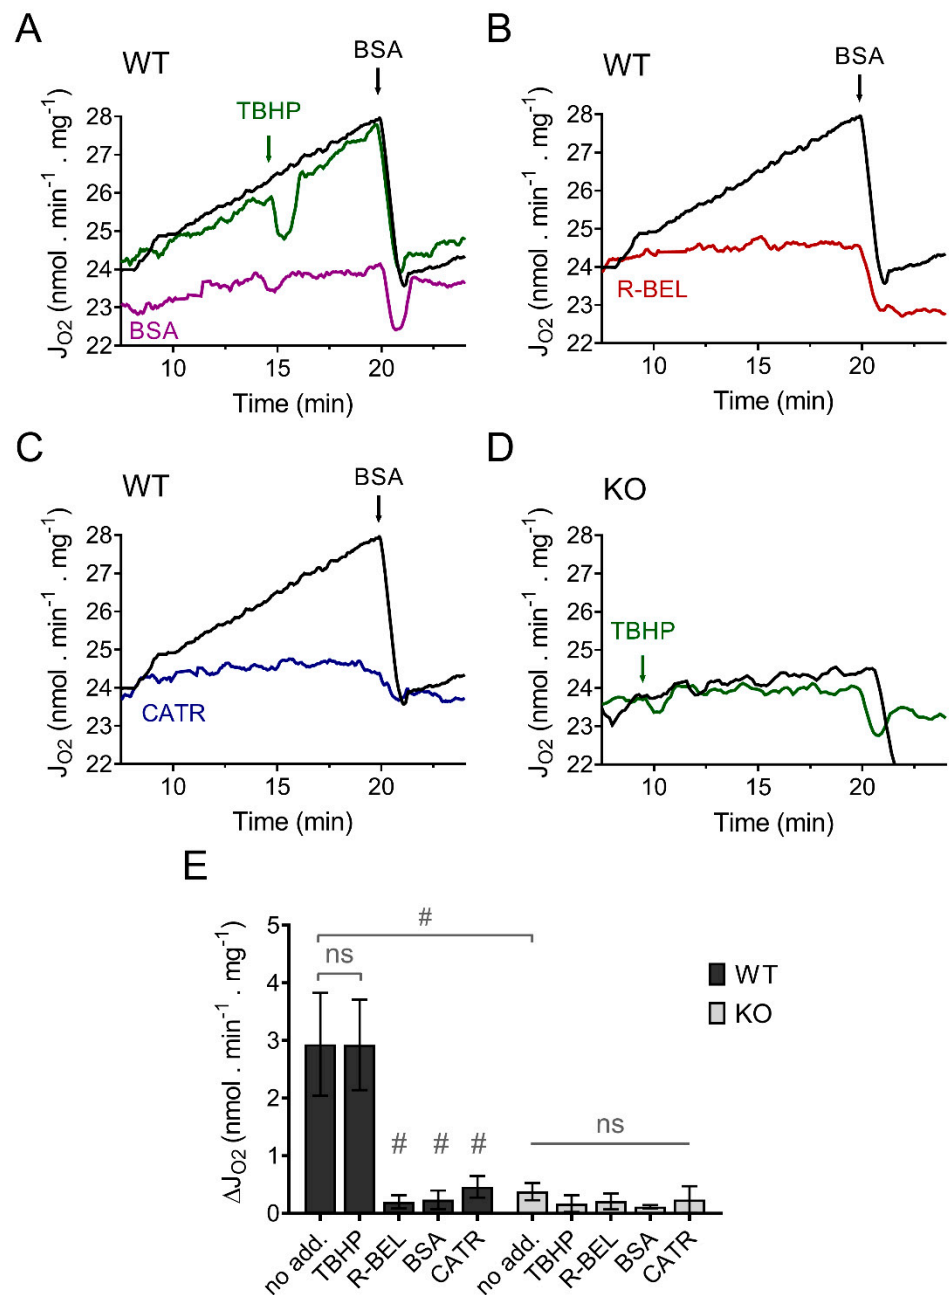 A
WT
BSA
TBHP
28
27
26
25
24
23
22
BSA
10
15
20
Time (min)
J_O2 (nmol . min⁻¹ . mg⁻¹)
B
WT
BSA
28
27
26
25
24
23
22
R-BEL
10
15
20
Time (min)
J_O2 (nmol . min⁻¹ . mg⁻¹)
C
WT
BSA
28
27
26
25
24
23
22
CATR
10
15
20
Time (min)
J_O2 (nmol . min⁻¹ . mg⁻¹)
D
KO
28
27
26
25
24
23
22
TBHP
10
15
20
Time (min)
J_O2 (nmol . min⁻¹ . mg⁻¹)
E
5
4
3
2
1
0
ΔJ_O2 (nmol . min⁻¹ . mg⁻¹)
#
ns
WT
KO
# # #
ns
no add.
TBHP
R-BEL
BSA
CATR
no add.
TBHP
R-BEL
BSA
CATR